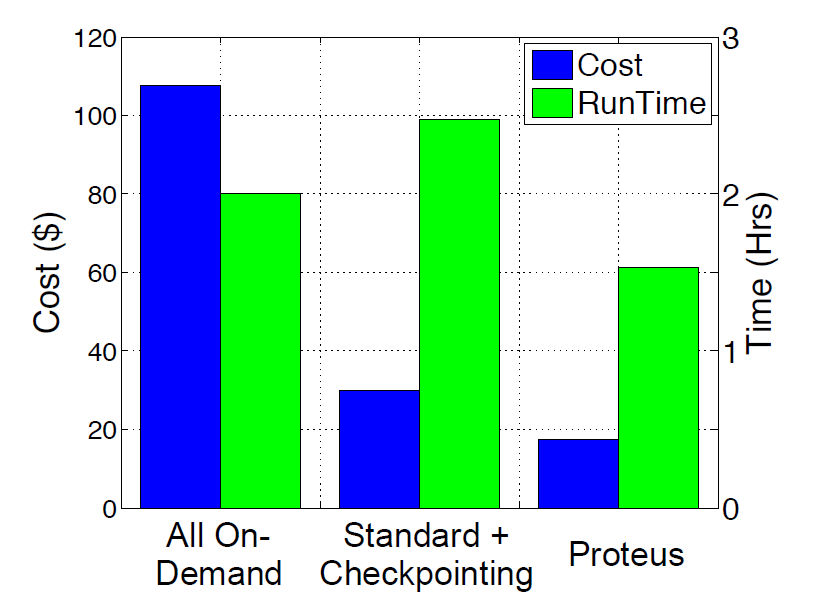 120
100
80
60
40
20
0
Cost ($)
3
2
1
0
Time (Hrs)
Cost
RunTime
All On-
Demand
Standard +
Checkpointing
Proteus